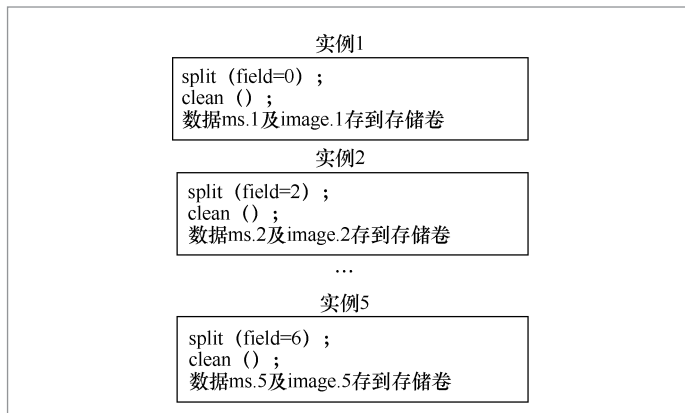 实例1
split（field=0）；
clean（）；
数据ms.1及image.1存到存储卷
实例2
split（field=2）；
clean（）；
数据ms.2及image.2存到存储卷
…
实例5
split（field=6）；
clean（）；
数据ms.5及image.5存到存储卷